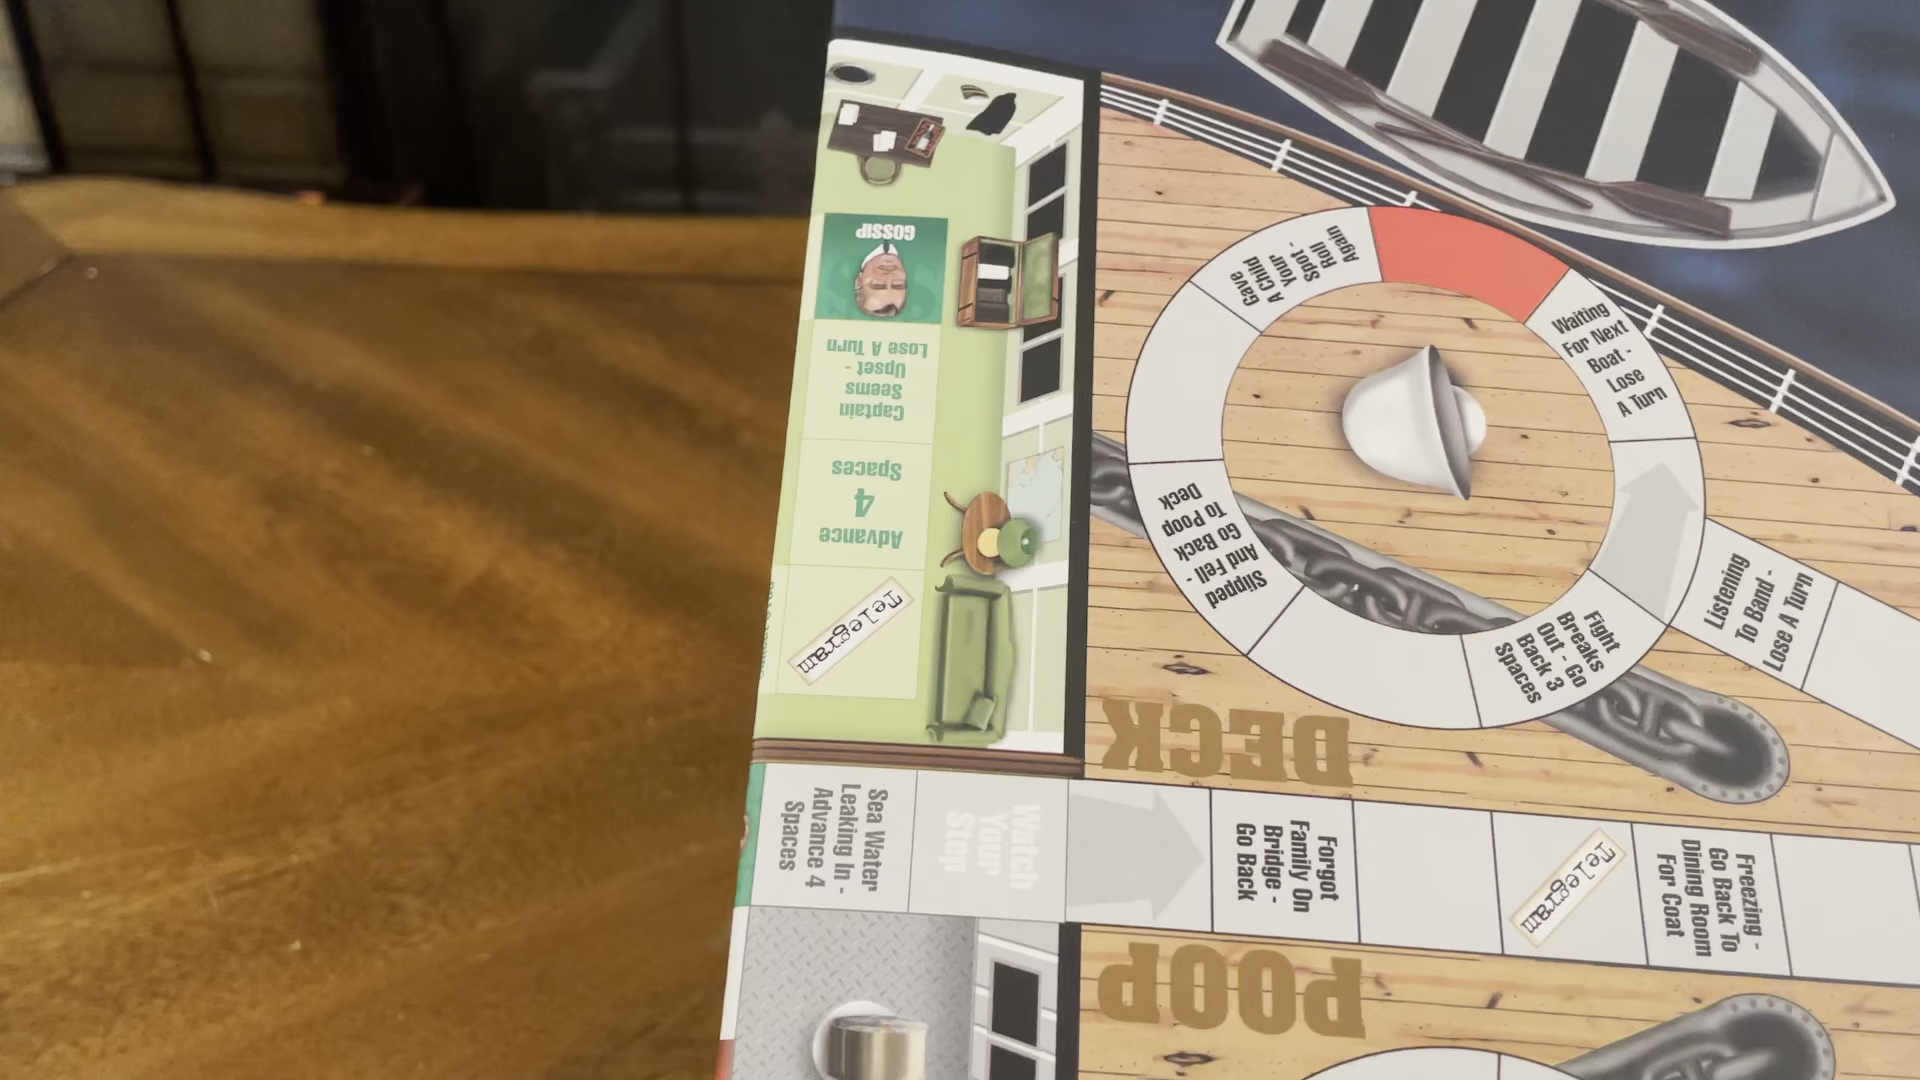 GOSSIP
Captain
Seems
Upset -
Lose A Turn
Advance
4
Spaces
Telegram
Gave
A Child
Your
Spot -
Roll
Again
Waiting
For Next
Boat -
Lose
A Turn
Slipped
And Fell -
Go Back
To Poop
Deck
Fight
Breaks
Out - Go
Back 3
Spaces
Listening
To Band -
Lose A Turn
Sea Water
Leaking In -
Advance 4
Spaces
Watch
Your
Step
Forgot
Family On
Bridge -
Go Back
Telegram
Freezing -
Go Back To
Dining Room
For Coat
POOP
DECK